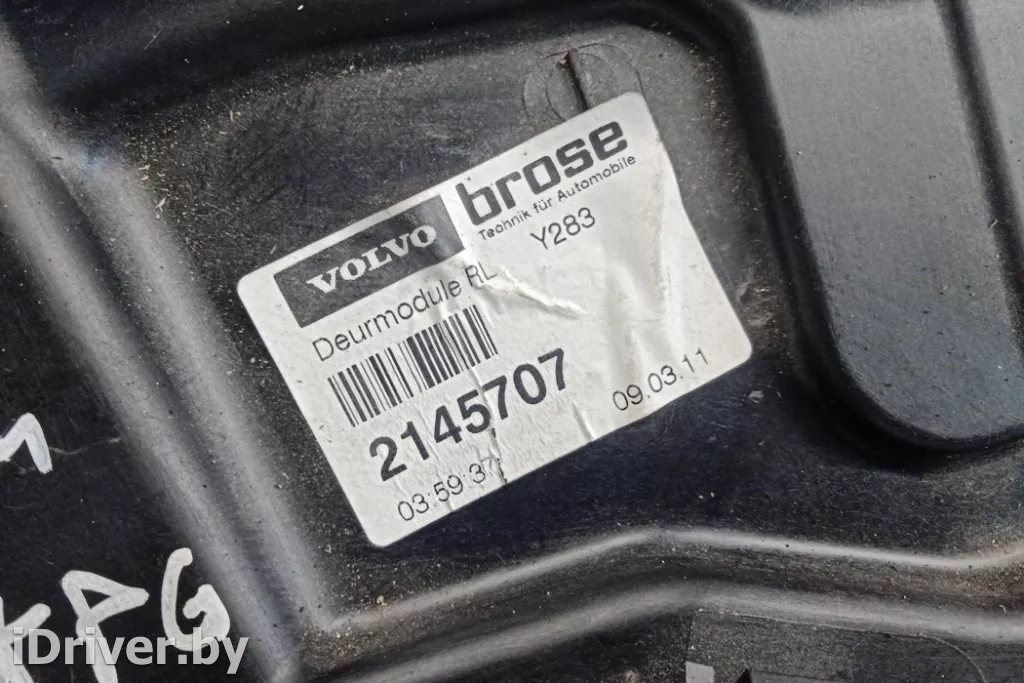 VOLVO
brose
Technik für Automobile
Y283
Deurmodule RL
2145707
03:59:37
09.03.11
iDriver.by